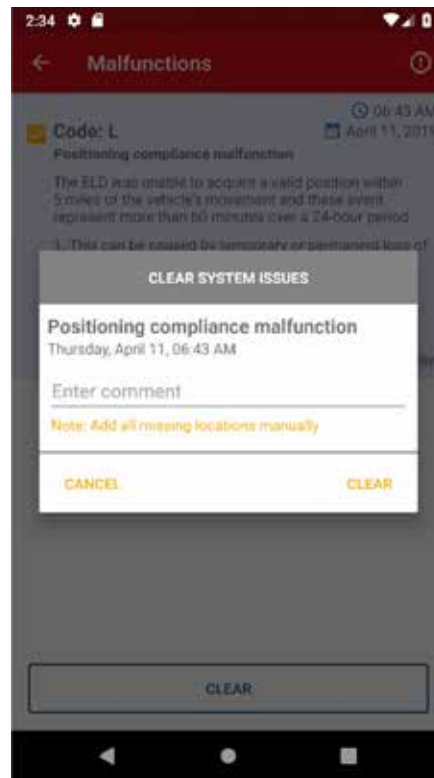 2:34
Malfunctions
06:43 AM
Code: L
April 11, 2019
Positioning compliance malfunction
The ELD was unable to acquire a valid position within
5 miles of the vehicle's movement and these event
represent more than 60 minutes over a 24-hour period
1. This can be caused by temporary or permanent loss of
CLEAR SYSTEM ISSUES
Positioning compliance malfunction
Thursday, April 11, 06:43 AM
Enter comment
Note: Add all missing locations manually
CANCEL CLEAR
CLEAR